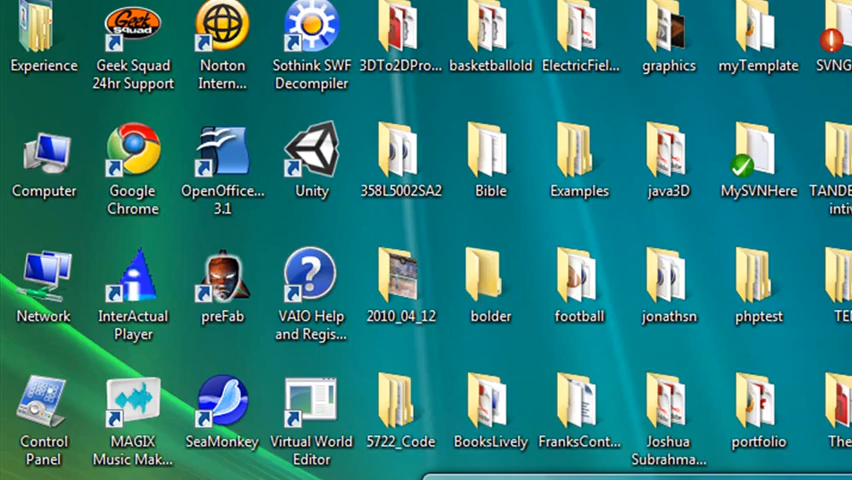 Experience
Geek Squad
24hr Support
Norton
Intern...
Sothink SWF
Decompiler
3DTo2DPro...
basketballold
ElectricFiel...
graphics
myTemplate
SVNG
Computer
Google
Chrome
OpenOffice...
3.1
Unity
358L5002SA2
Bible
Examples
java3D
MySVNHere
TANDE
inti
Network
InterActual
Player
preFab
VAIO Help
and Regis...
2010_04_12
bolder
football
jonathsn
phptest
TE
Control
Panel
MAGIX
Music Mak...
SeaMonkey
Virtual World
Editor
5722_Code
BooksLively
FranksCont...
Joshua
Subrahma...
portfolio
The